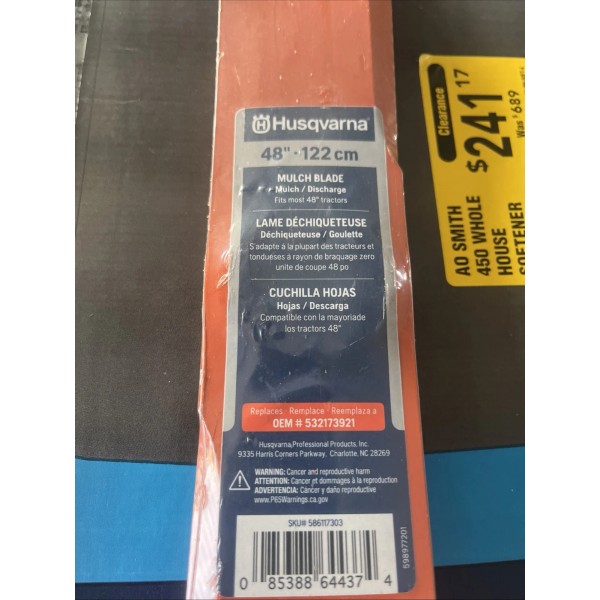 Husqvarna
48" · 122 cm
MULCH BLADE
Mulch / Discharge
Fits most 48" tractors
LAME DÉCHIQUETEUSE
Déchiqueteuse / Goulette
S'adapte à la plupart des tracteurs et
tondeuses à rayon de braquage zero
unite de coupe 48 po
CUCHILLA HOJAS
Hojas / Descarga
Compatible con la mayoriade
los tractors 48"
Replaces · Remplace · Reemplaza a
OEM # 532173921
Husqvarna,Professional Products, Inc.
9335 Harris Corners Parkway, Charlotte, NC 28269
WARNING: Cancer and reproductive harm
ATTENTION: Cancer et dommages à la reproduction
ADVERTENCIA: Cáncer y daño reproductive
www.P65Warnings.ca.gov
SKU# 586117303
0 85388 64437 4
598977201
Clearance
$241 17
Was $689
AO SMITH
450 WHOLE
HOUSE
SOFTENER